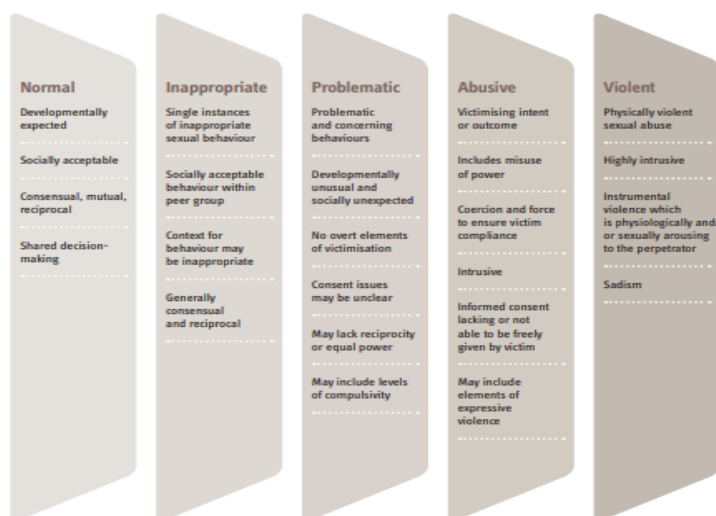 Normal
Developmentally
expected
Socially acceptable
Consensual, mutual,
reciprocal
Shared decision-
making
Inappropriate
Single instances
of inappropriate
sexual behaviour
Socially acceptable
behaviour within
peer group
Context for
behaviour may
be inappropriate
Generally
consensual
and reciprocal
Problematic
Problematic
and concerning
behaviours
Developmentally
unusual and
socially unexpected
No overt elements
of victimisation
Consent issues
may be unclear
May lack reciprocity
or equal power
May include levels
of compulsivity
Abusive
Victimising intent
or outcome
Includes misuse
of power
Coercion and force
to ensure victim
compliance
Intrusive
Informed consent
lacking or not
able to be freely
given by victim
May include
elements of
expressive
violence
Violent
Physically violent
sexual abuse
Highly intrusive
Instrumental
violence which
is physiologically and/
or sexually arousing
to the perpetrator
Sadism